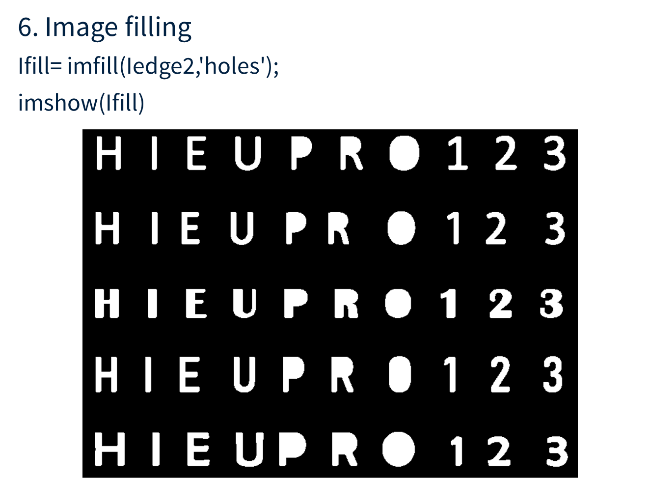 6. Image filling
Ifill= imfill(Iedge2,'holes');
imshow(Ifill)
H I E U P R O 1 2 3
H I E U P R O 1 2 3
H I E U P R O 1 2 3
H I E U P R O 1 2 3
H I E U P R O 1 2 3